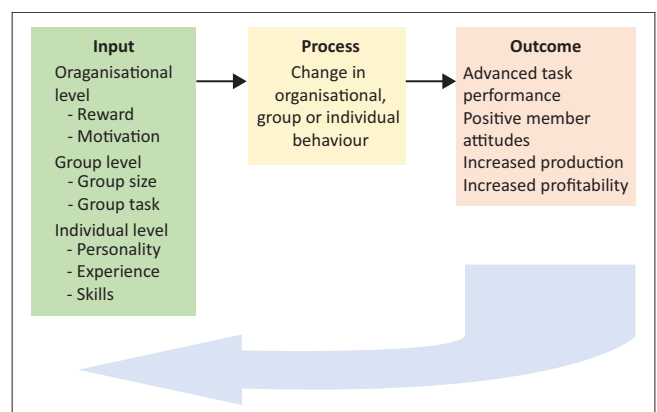 Input
Oraganisational
level
- Reward
- Motivation
Group level
- Group size
- Group task
Individual level
- Personality
- Experience
- Skills
Process
Change in
organisational,
group or individual
behaviour
Outcome
Advanced task
performance
Positive member
attitudes
Increased production
Increased profitability